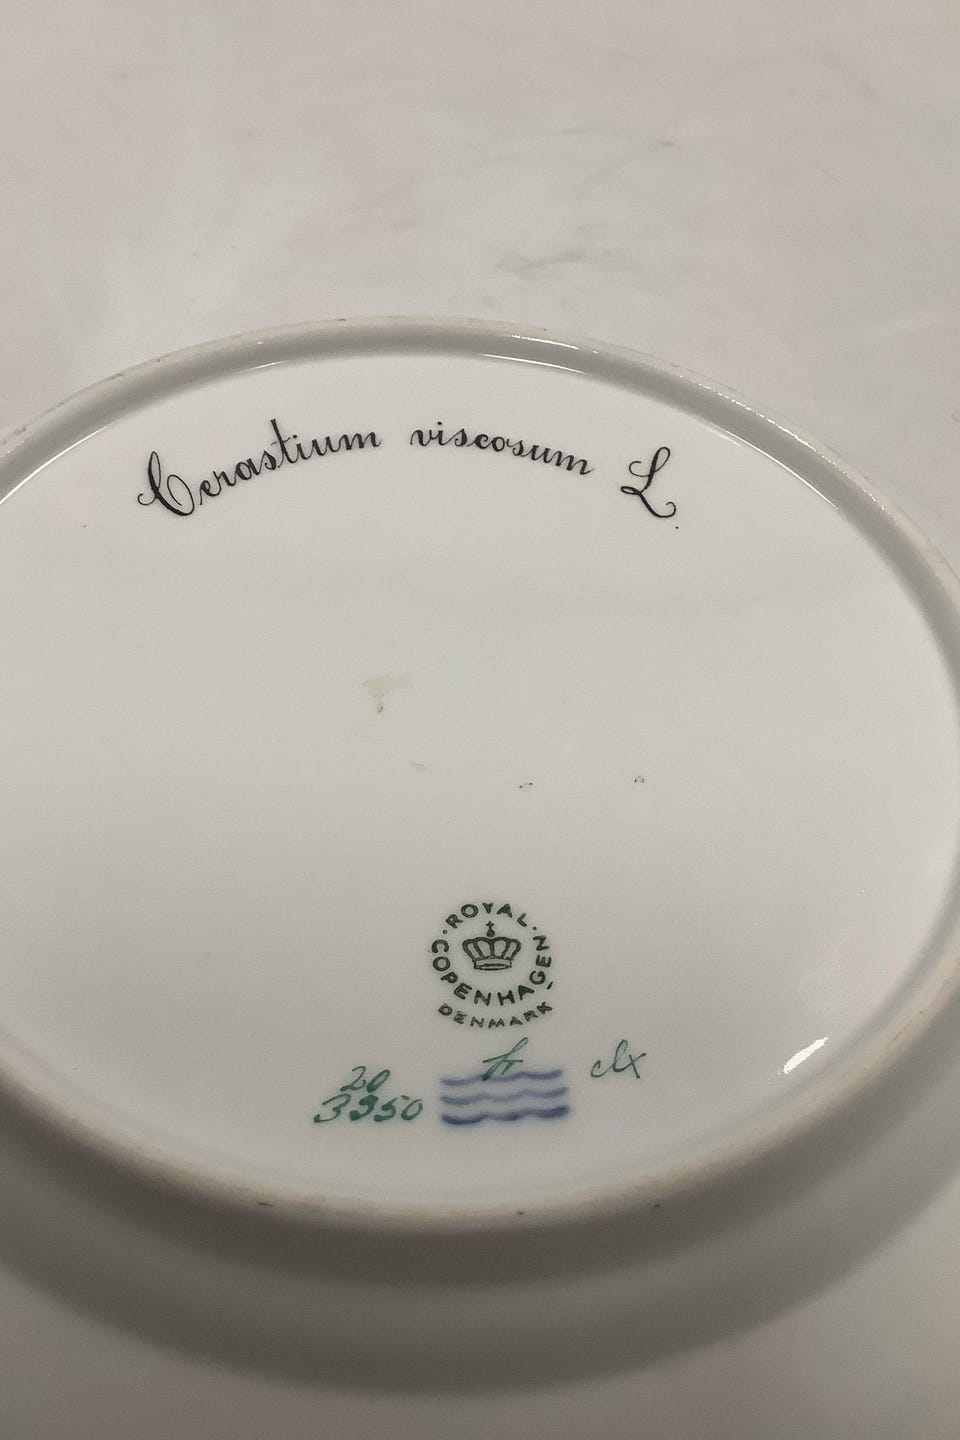 Cerastium viscosum L.
ROYAL
COPENHAGEN
DENMARK
20
3550